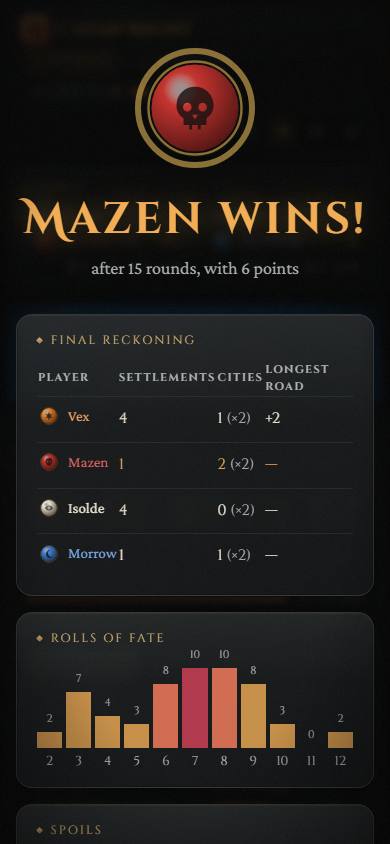 MAZEN WINS!
after 15 rounds, with 6 points
◆ FINAL RECKONING
PLAYER SETTLEMENTS CITIES LONGEST ROAD
Vex 4 1 (×2) +2
Mazen 1 2 (×2) —
Isolde 4 0 (×2) —
Morrow 1 1 (×2) —
◆ ROLLS OF FATE
2 7 4 3 8 10 10 8 3 0 2
2 3 4 5 6 7 8 9 10 11 12
◆ SPOILS